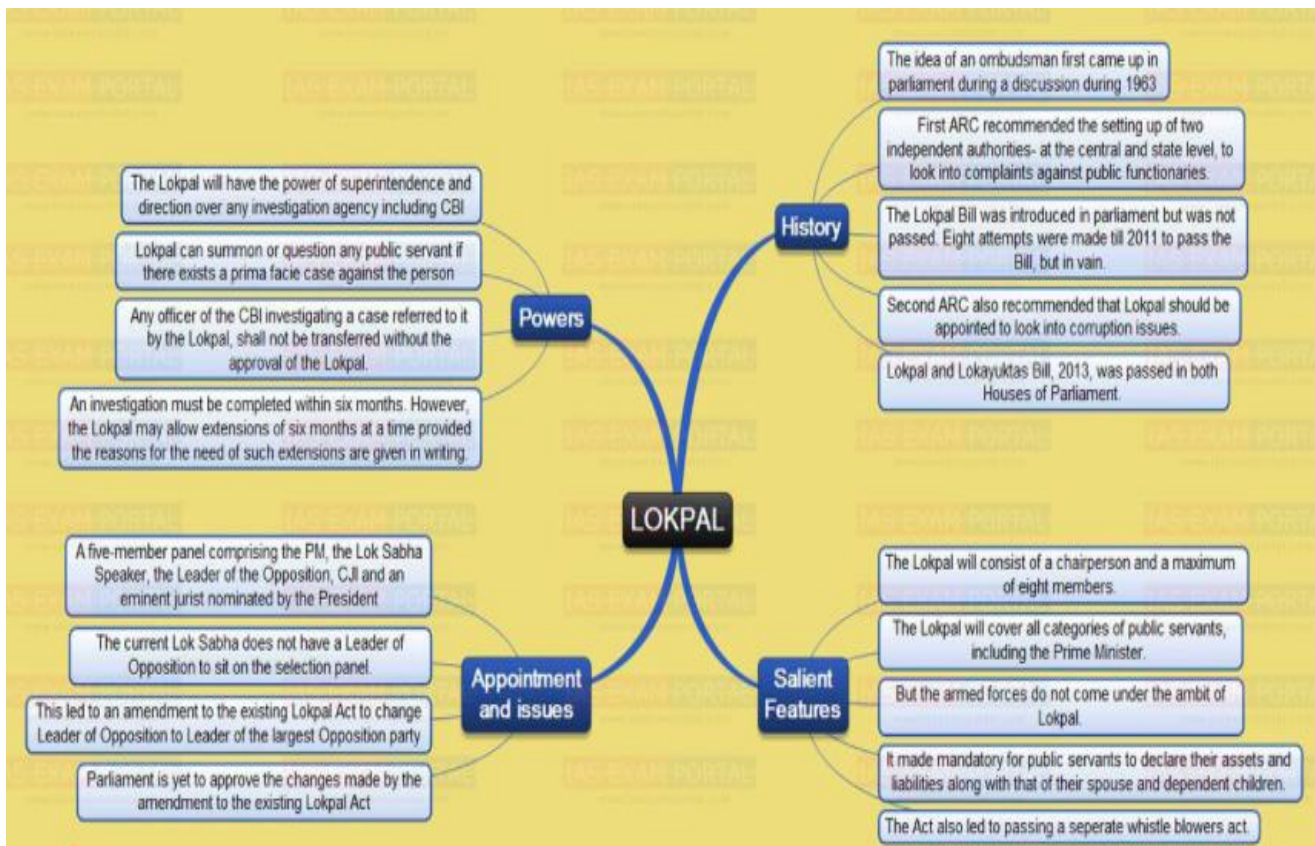 LOKPAL
History
The idea of an ombudsman first came up in
parliament during a discussion during 1963
First ARC recommended the setting up of two
independent authorities- at the central and state level, to
look into complaints against public functionaries.
The Lokpal Bill was introduced in parliament but was not
passed. Eight attempts were made till 2011 to pass the
Bill, but in vain.
Second ARC also recommended that Lokpal should be
appointed to look into corruption issues.
Lokpal and Lokayuktas Bill, 2013, was passed in both
Houses of Parliament.
Salient
Features
The Lokpal will consist of a chairperson and a maximum
of eight members.
The Lokpal will cover all categories of public servants,
including the Prime Minister.
But the armed forces do not come under the ambit of
Lokpal.
It made mandatory for public servants to declare their assets and
liabilities along with that of their spouse and dependent children.
The Act also led to passing a seperate whistle blowers act.
Powers
The Lokpal will have the power of superintendence and
direction over any investigation agency including CBI
Lokpal can summon or question any public servant if
there exists a prima facie case against the person
Any officer of the CBI investigating a case referred to it
by the Lokpal, shall not be transferred without the
approval of the Lokpal.
An investigation must be completed within six months. However,
the Lokpal may allow extensions of six months at a time provided
the reasons for the need of such extensions are given in writing.
Appointment
and issues
A five-member panel comprising the PM, the Lok Sabha
Speaker, the Leader of the Opposition, CJI and an
eminent jurist nominated by the President
The current Lok Sabha does not have a Leader of
Opposition to sit on the selection panel.
This led to an amendment to the existing Lokpal Act to change
Leader of Opposition to Leader of the largest Opposition party
Parliament is yet to approve the changes made by the
amendment to the existing Lokpal Act
IAS EXAM PORTAL